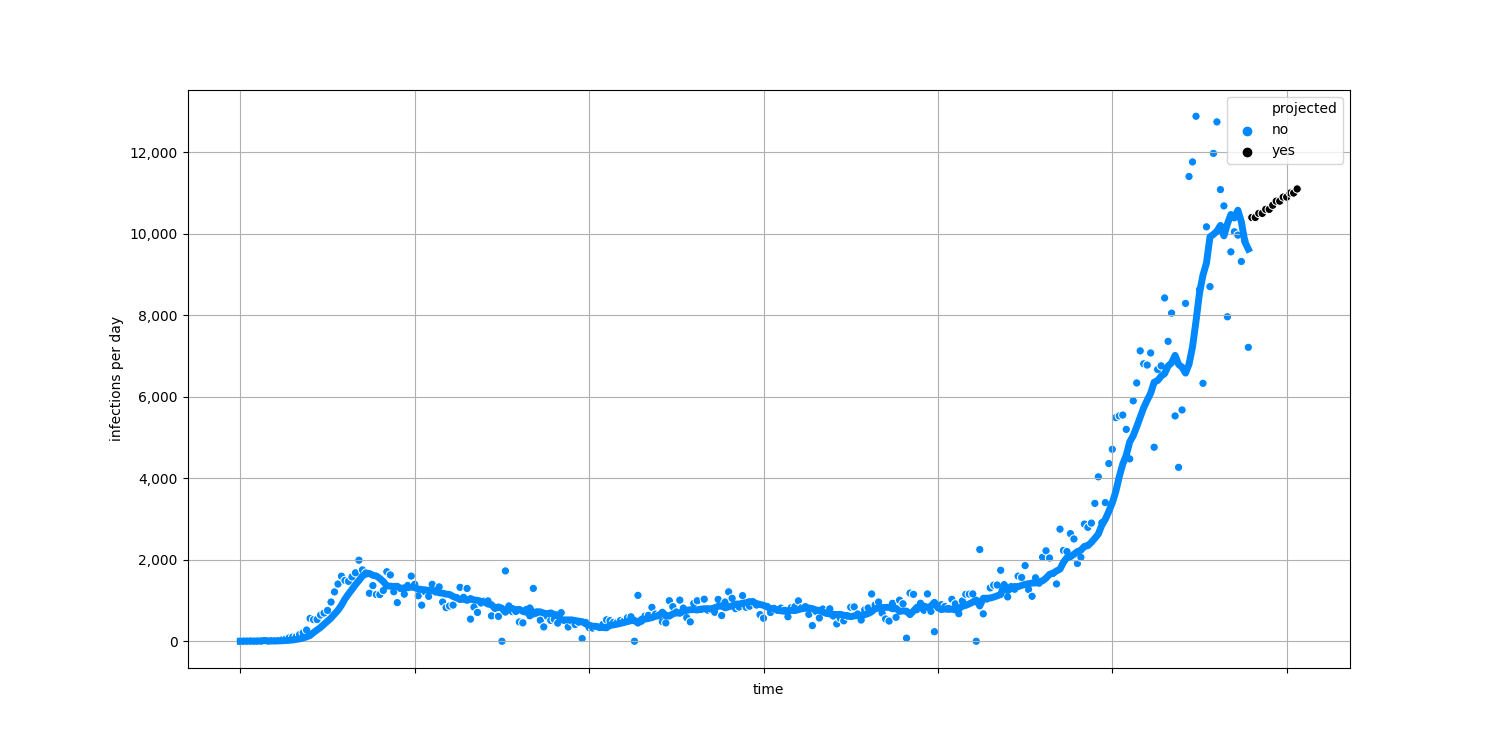 projected
no
yes
12,000
10,000
8,000
6,000
4,000
2,000
0
infections per day
time